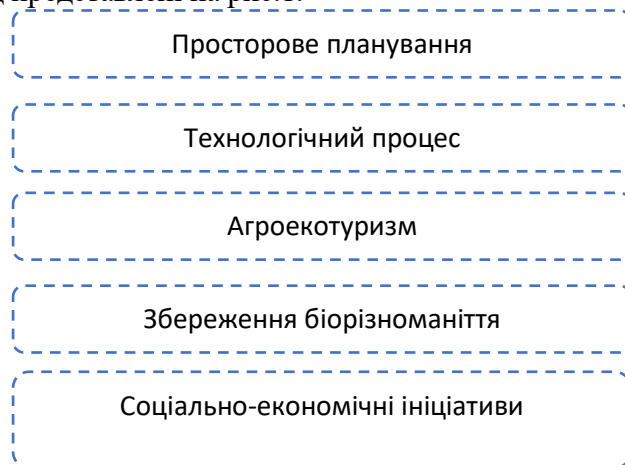 Просторове планування
Технологічний процес
Агроекотуризм
Збереження біорізноманіття
Соціально-економічні ініціативи